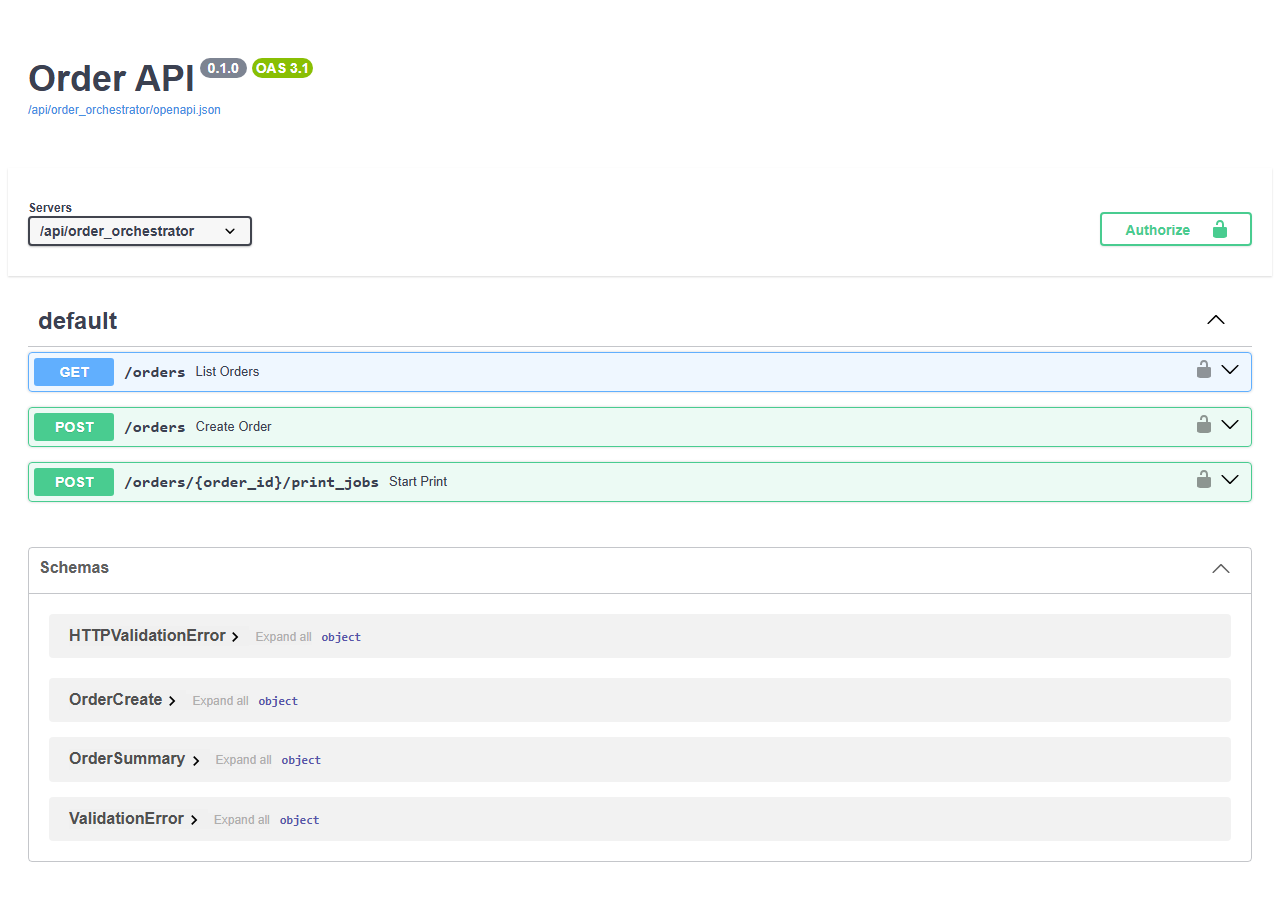 Order API 0.1.0 OAS 3.1
/api/order_orchestrator/openapi.json
Servers
/api/order_orchestrator
Authorize
default
GET /orders List Orders
POST /orders Create Order
POST /orders/{order_id}/print_jobs Start Print
Schemas
HTTPValidationError Expand all object
OrderCreate Expand all object
OrderSummary Expand all object
ValidationError Expand all object